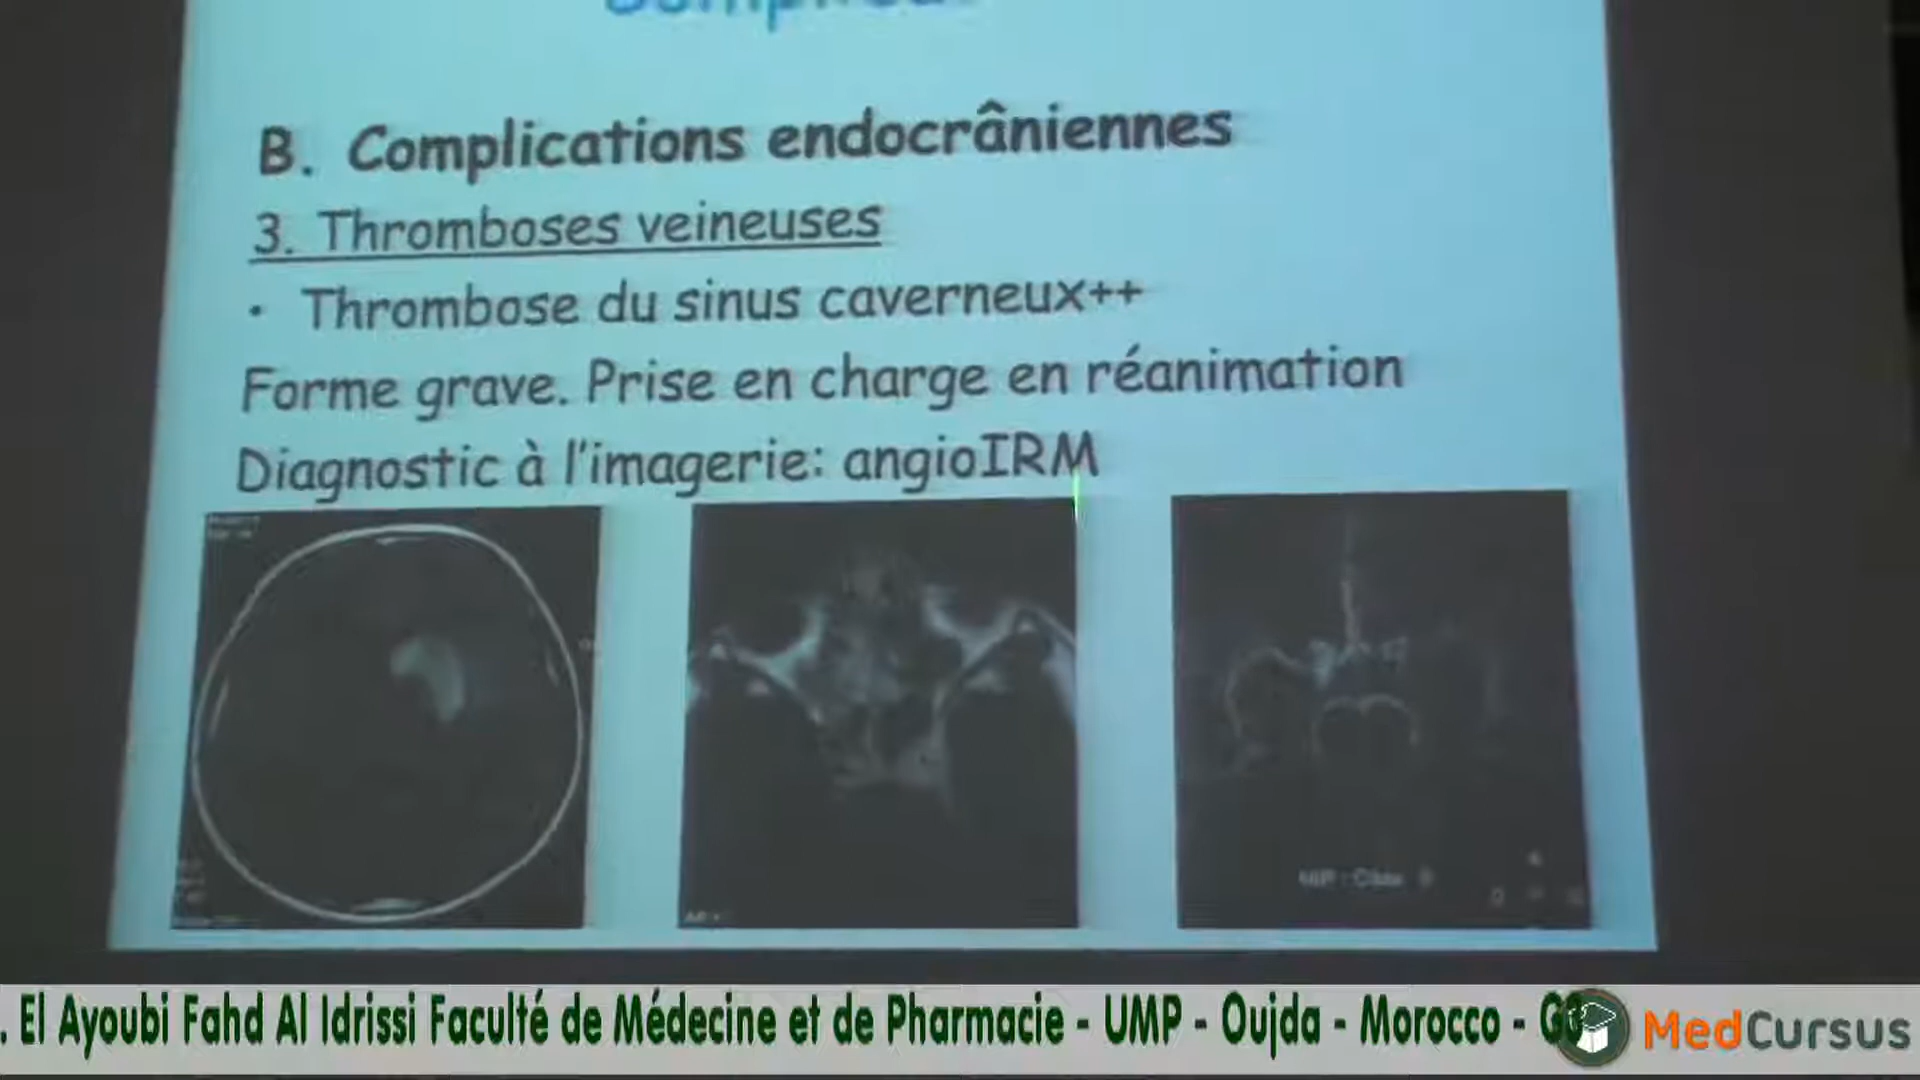 B. Complications endocrâniennes
3. Thromboses veineuses
• Thrombose du sinus caverneux++
Forme grave. Prise en charge en réanimation
Diagnostic à l'imagerie: angioIRM
. El Ayoubi Fahd Al Idrissi Faculté de Médecine et de Pharmacie - UMP - Oujda - Morocco -
MedCursus